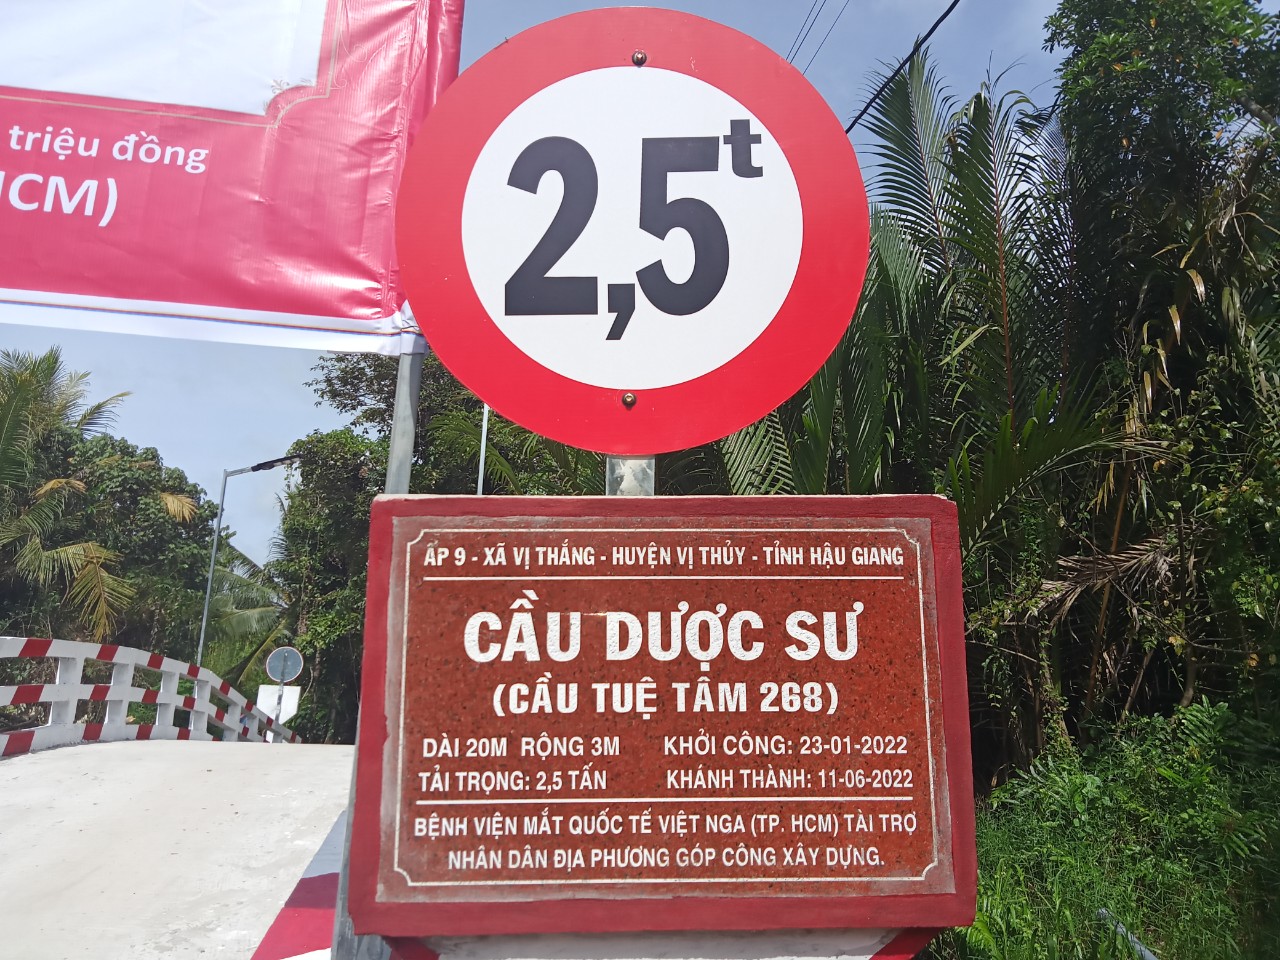 triệu đồng
HCM)
2,5t
ẤP 9 - XÃ VỊ THẮNG - HUYỆN VỊ THỦY - TỈNH HẬU GIANG
CẦU DƯỢC SƯ
(CẦU TUỆ TÂM 268)
DÀI 20M RỘNG 3M KHỞI CÔNG: 23-01-2022
TẢI TRỌNG: 2,5 TẤN KHÁNH THÀNH: 11-06-2022
BỆNH VIỆN MẮT QUỐC TẾ VIỆT NGA (TP. HCM) TÀI TRỢ
NHÂN DÂN ĐỊA PHƯƠNG GÓP CÔNG XÂY DỰNG.